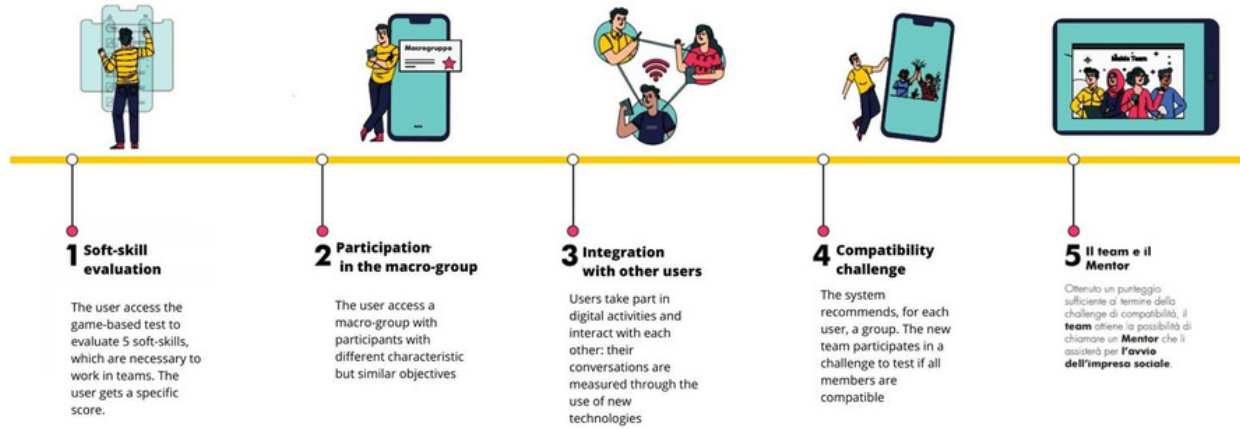 Macrogruppo
MeMe Team
1 Soft-skill
evaluation
The user access the
game-based test to
evaluate 5 soft-skills,
which are necessary to
work in teams. The
user gets a specific
score.
2 Participation
in the macro-group
The user access a
macro-group with
participants with
different characteristic
but similar objectives
3 Integration
with other users
Users take part in
digital activities and
interact with each
other: their
conversations are
measured through the
use of new
technologies
4 Compatibility
challenge
The system
recommends, for each
user, a group. The new
team participates in a
challenge to test if all
members are
compatible
5 Il team e il
Mentor
Ottenuto un punteggio
sufficiente al termine della
challenge di compatibilità, il
team ottiene la possibilità di
chiamare un Mentor che li
assisterà per l'avvio
dell'impresa sociale.